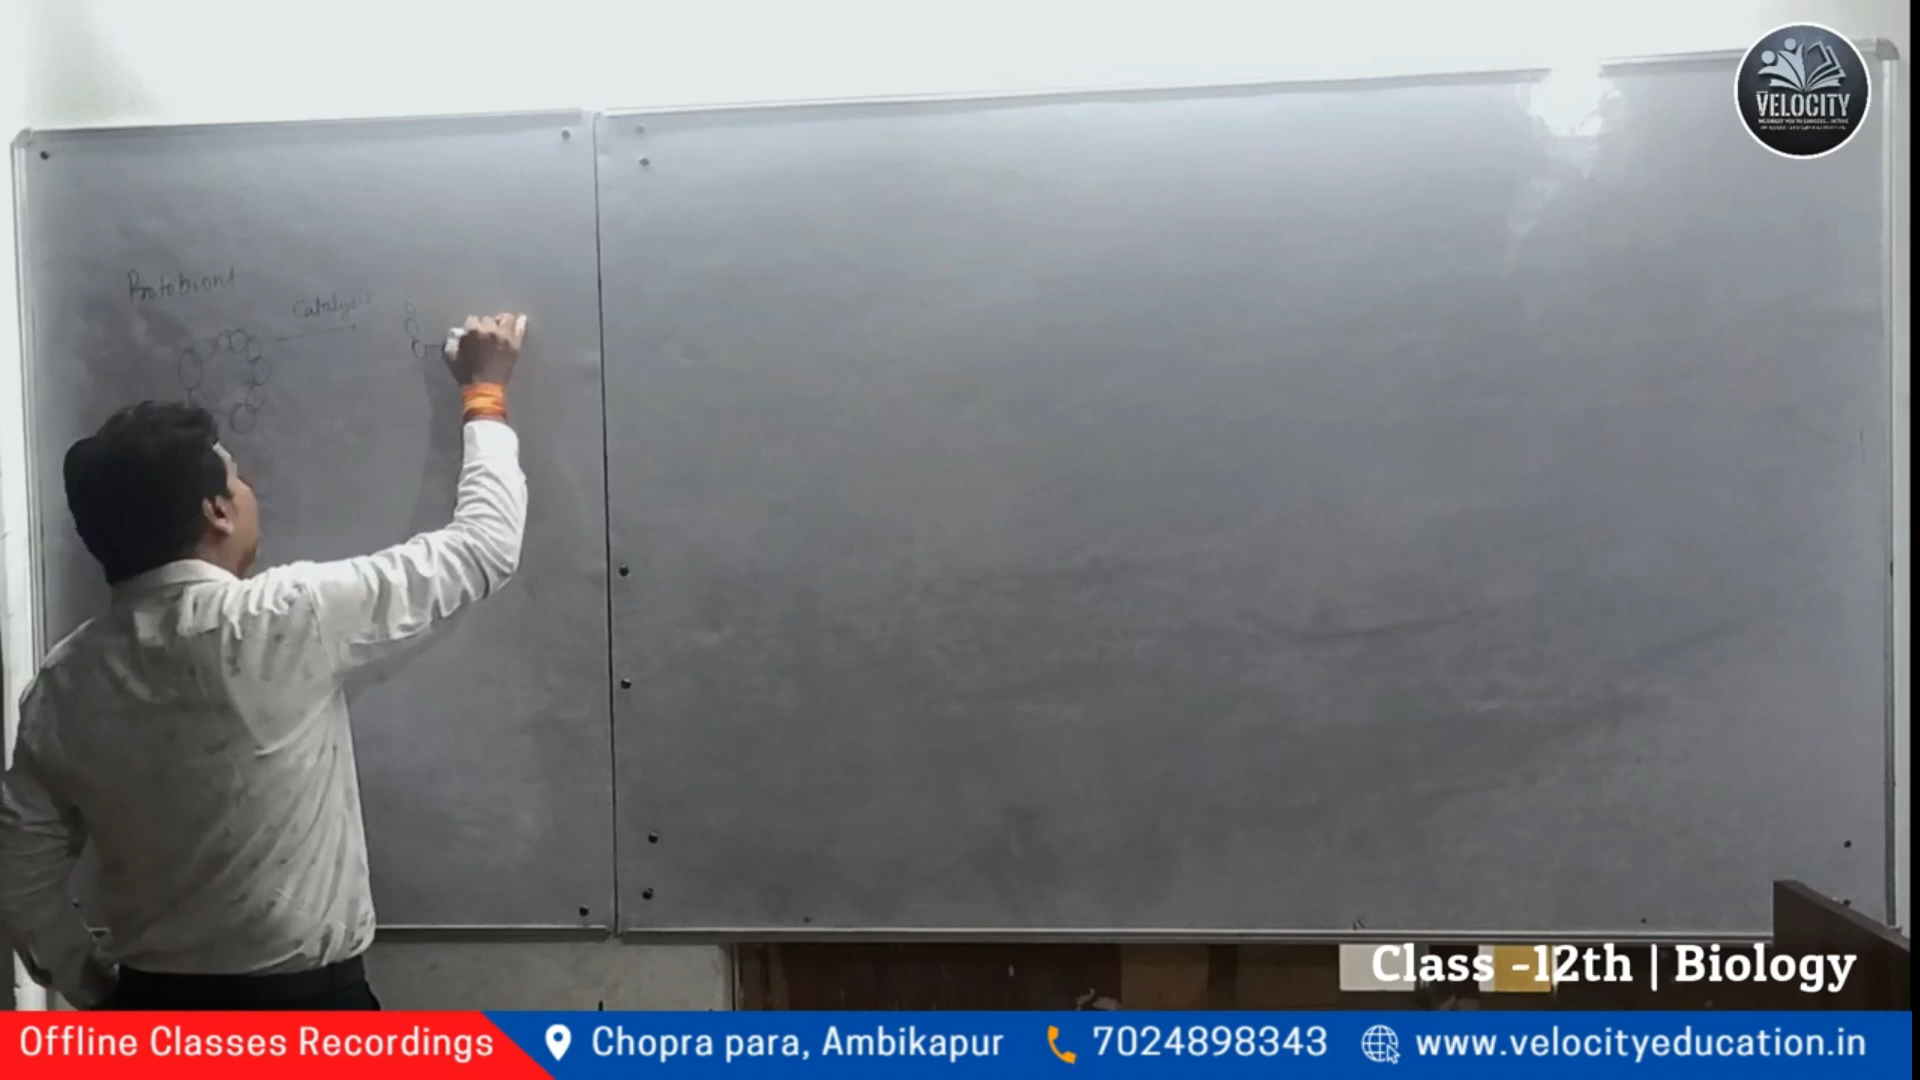 VELOCITY
Protobiont
Catalysis
Class -12th | Biology
Offline Classes Recordings
Chopra para, Ambikapur
7024898343
www.velocityeducation.in